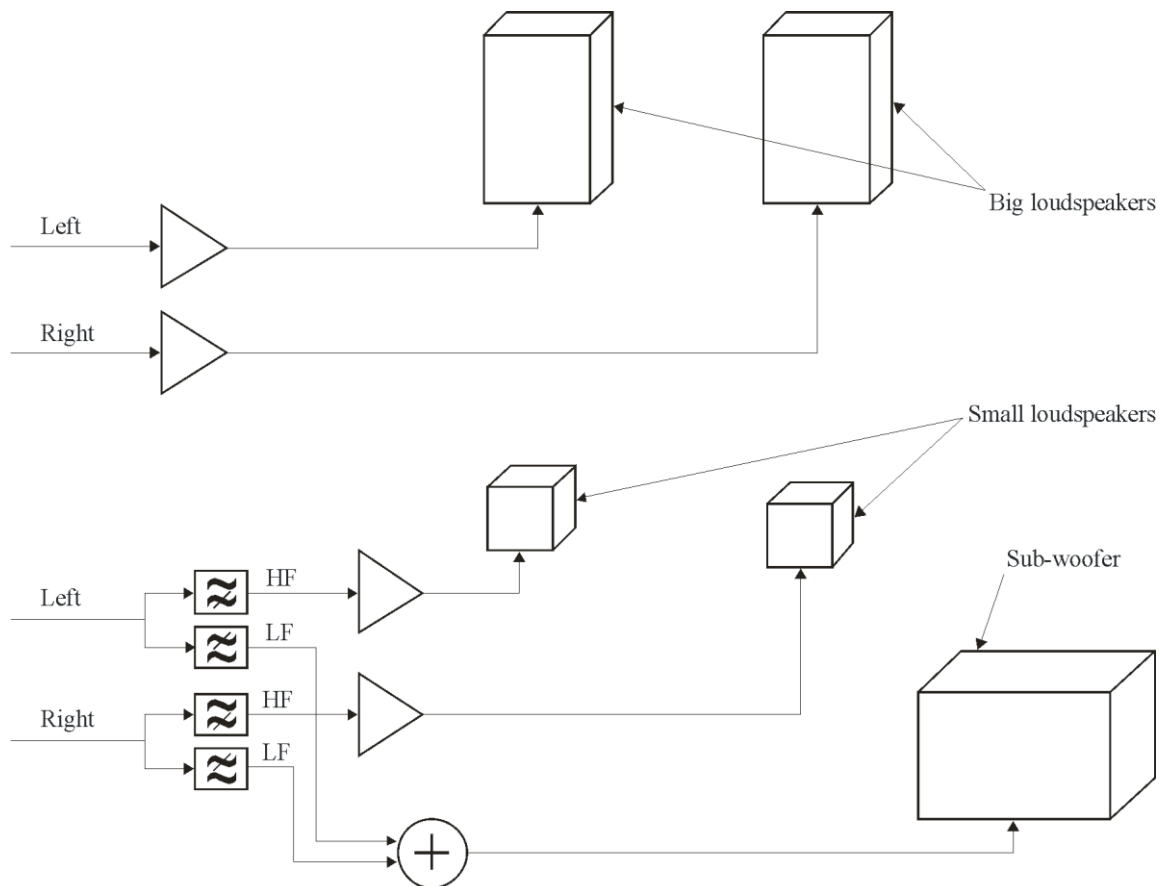 Left
Big loudspeakers
Right
Small loudspeakers
Sub-woofer
HF
Left
LF
HF
Right
LF